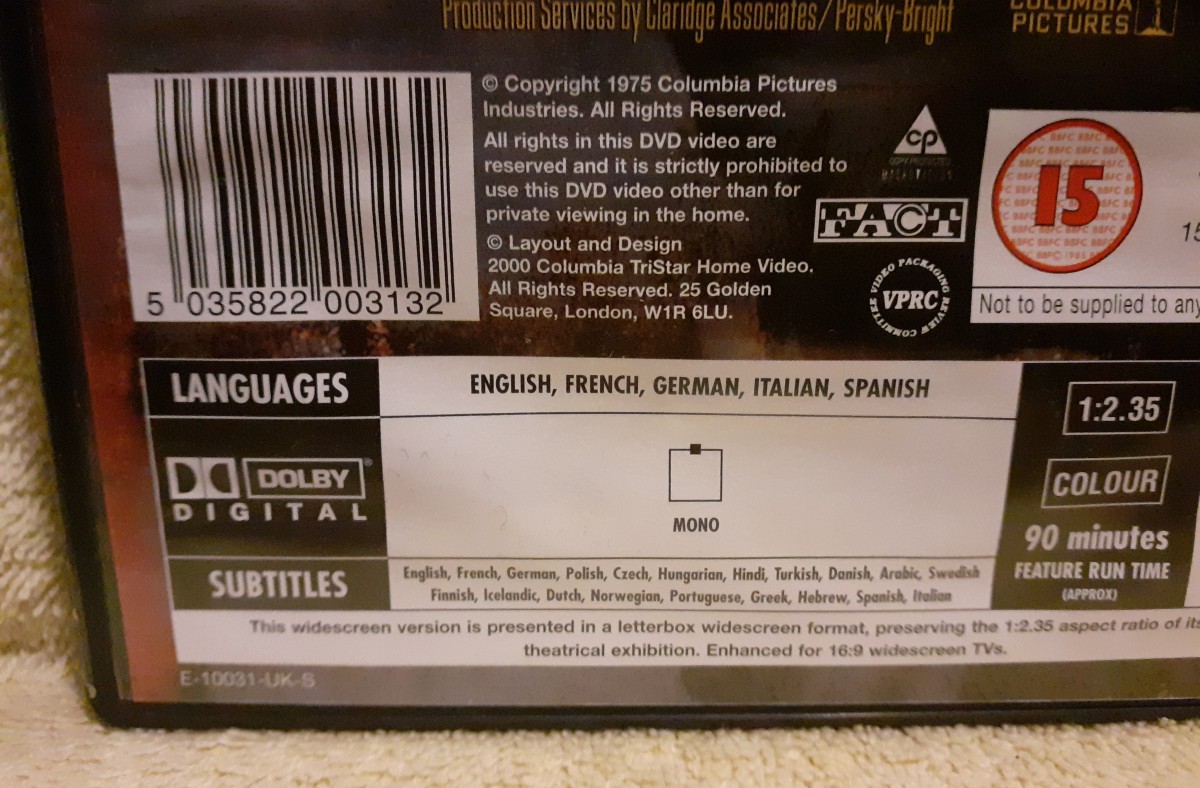 Production Services by Claridge Associates/Persky-Bright
COLUMBIA
PICTURES
© Copyright 1975 Columbia Pictures
Industries. All Rights Reserved.
All rights in this DVD video are
reserved and it is strictly prohibited to
use this DVD video other than for
private viewing in the home.
© Layout and Design
2000 Columbia TriStar Home Video.
All Rights Reserved. 25 Golden
Square, London, W1R 6LU.
5 035822 003132
cp
COPY PROTECTED
FACT
VIDEO PACKAGING REVIEW COMMITTEE
VPRC
15
15
Not to be supplied to any
LANGUAGES
ENGLISH, FRENCH, GERMAN, ITALIAN, SPANISH
DOLBY
DIGITAL
MONO
1:2.35
COLOUR
90 minutes
FEATURE RUN TIME
(APPROX)
SUBTITLES
English, French, German, Polish, Czech, Hungarian, Hindi, Turkish, Danish, Arabic, Swedish
Finnish, Icelandic, Dutch, Norwegian, Portuguese, Greek, Hebrew, Spanish, Italian
This widescreen version is presented in a letterbox widescreen format, preserving the 1:2.35 aspect ratio of its
theatrical exhibition. Enhanced for 16:9 widescreen TVs.
E-10031-UK-S